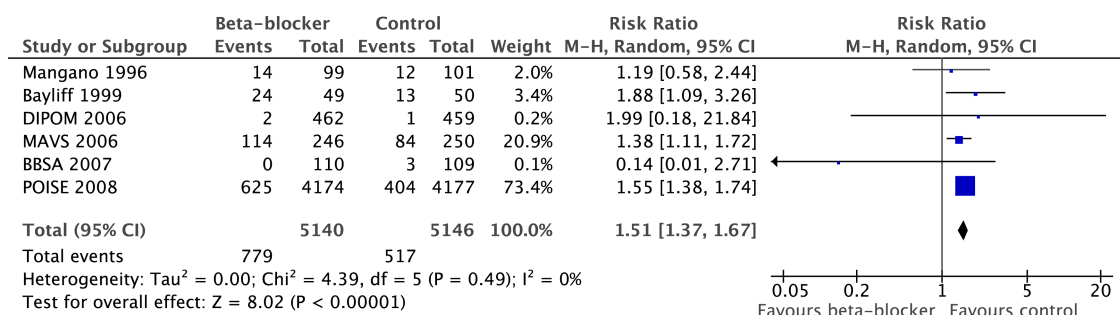 Beta-blocker Control Risk Ratio Risk Ratio
Study or Subgroup Events Total Events Total Weight M-H, Random, 95% CI M-H, Random, 95% CI
Mangano 1996 14 99 12 101 2.0% 1.19 [0.58, 2.44]
Bayliff 1999 24 49 13 50 3.4% 1.88 [1.09, 3.26]
DIPOM 2006 2 462 1 459 0.2% 1.99 [0.18, 21.84]
MAVS 2006 114 246 84 250 20.9% 1.38 [1.11, 1.72]
BBSA 2007 0 110 3 109 0.1% 0.14 [0.01, 2.71]
POISE 2008 625 4174 404 4177 73.4% 1.55 [1.38, 1.74]
Total (95% CI) 5140 5146 100.0% 1.51 [1.37, 1.67]
Total events 779 517
Heterogeneity: Tau² = 0.00; Chi² = 4.39, df = 5 (P = 0.49); I² = 0%
Test for overall effect: Z = 8.02 (P < 0.00001)
0.05 0.2 1 5 20
Favours beta-blocker Favours control